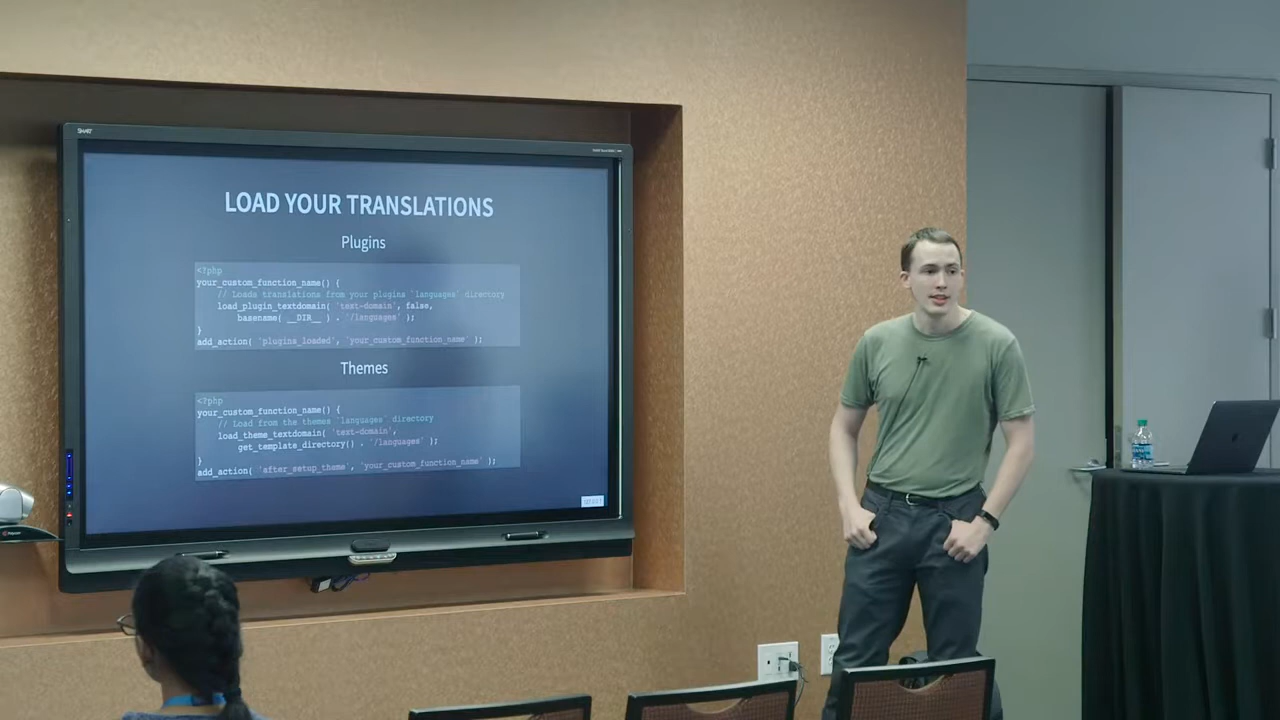 SMART
LOAD YOUR TRANSLATIONS
Plugins
<?php
your_custom_function_name() {
// Loads translations from your plugins `languages` directory
load_plugin_textdomain( 'text-domain', false,
basename( __DIR__ ) . '/languages' );
}
add_action( 'plugins_loaded', 'your_custom_function_name' );
Themes
<?php
your_custom_function_name() {
// Load from the themes `languages` directory
load_theme_textdomain( 'text-domain',
get_template_directory() . '/languages' );
}
add_action( 'after_setup_theme', 'your_custom_function_name' );